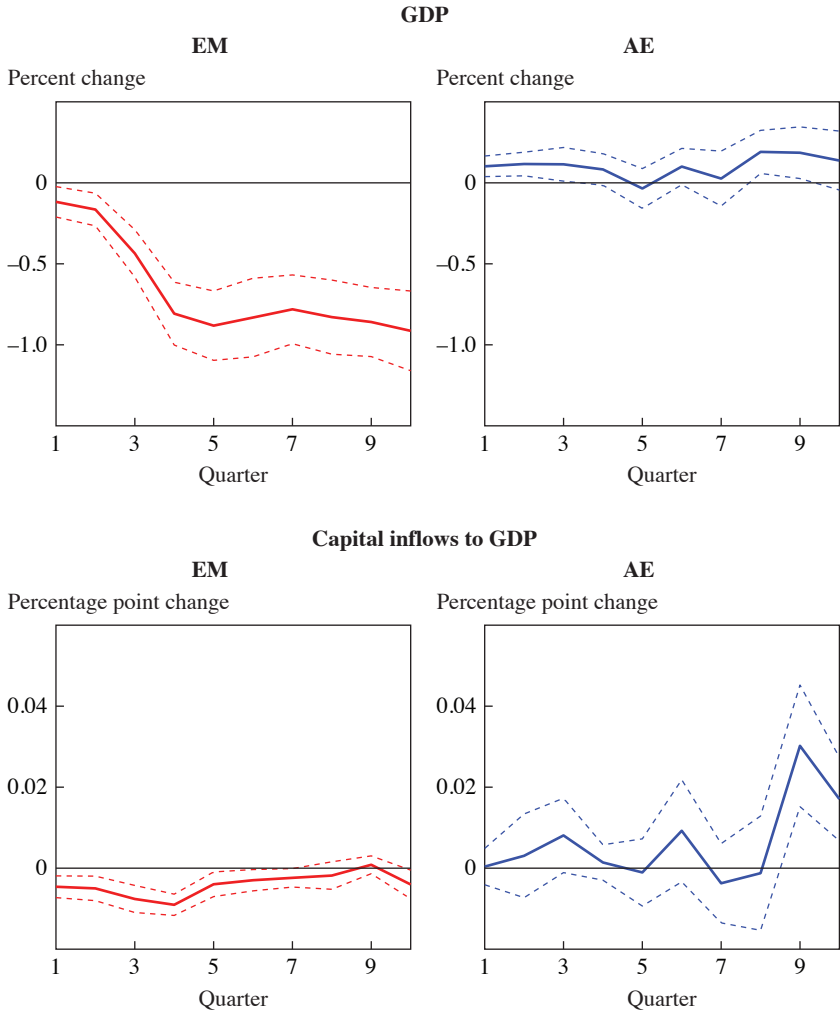 GDP
EM
AE
Percent change
Percent change
0
–0.5
–1.0
0
–0.5
–1.0
1 3 5 7 9
1 3 5 7 9
Quarter
Quarter
Capital inflows to GDP
EM
AE
Percentage point change
Percentage point change
0.04
0.02
0
0.04
0.02
0
1 3 5 7 9
1 3 5 7 9
Quarter
Quarter